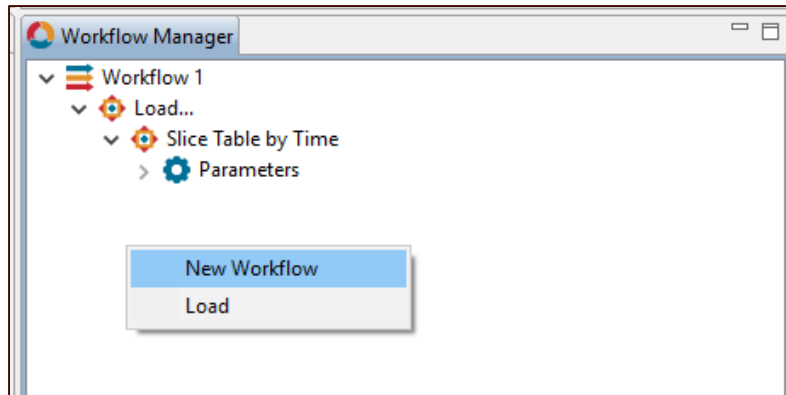 Workflow Manager
Workflow 1
Load...
Slice Table by Time
Parameters
New Workflow
Load